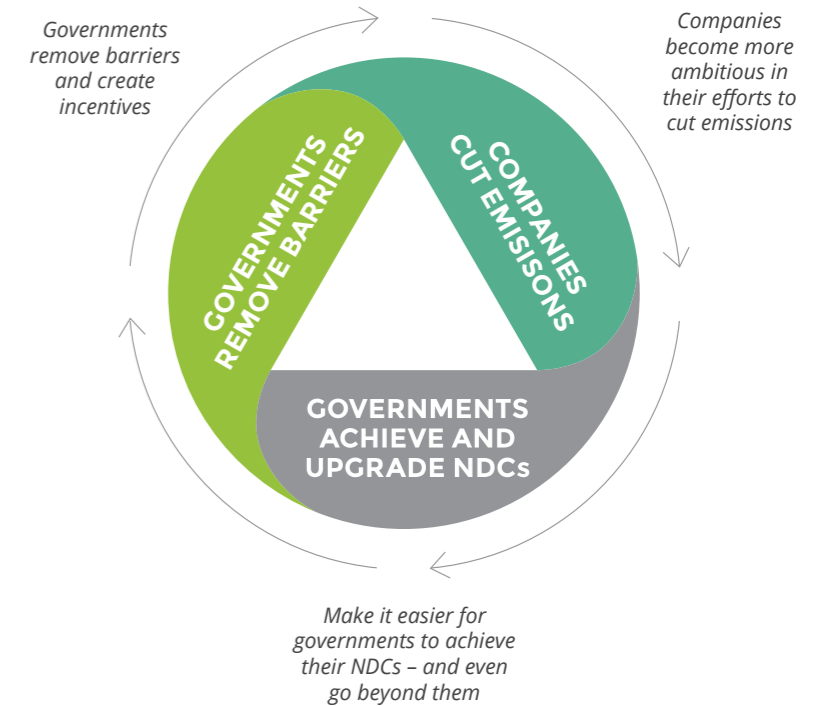 Governments
remove barriers
and create
incentives
Companies
become more
ambitious in
their efforts to
cut emissions
GOVERNMENTS
REMOVE BARRIERS
COMPANIES
CUT EMISISONS
GOVERNMENTS
ACHIEVE AND
UPGRADE NDCs
Make it easier for
governments to achieve
their NDCs – and even
go beyond them